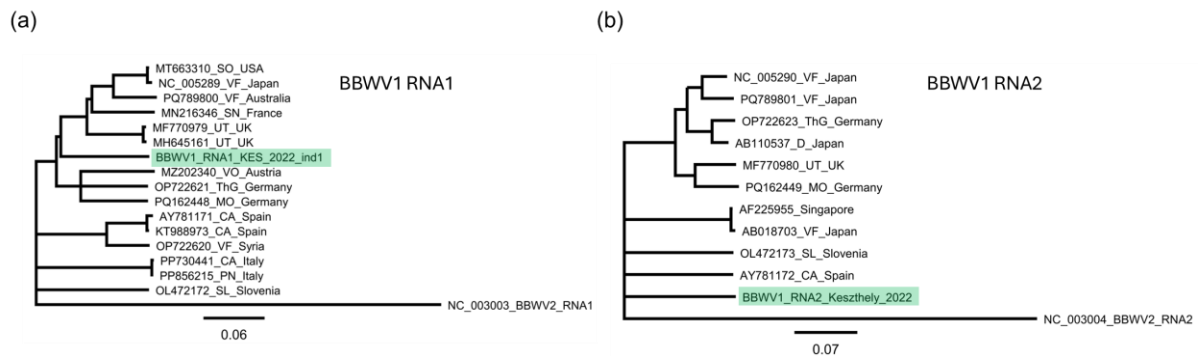 (a)
BBWV1 RNA1
MT663310_SO_USA
NC_005289_VF_Japan
PQ789800_VF_Australia
MN216346_SN_France
MF770979_UT_UK
MH645161_UT_UK
BBWV1_RNA1_KES_2022_ind1
MZ202340_VO_Austria
OP722621_ThG_Germany
PQ162448_MO_Germany
AY781171_CA_Spain
KT988973_CA_Spain
OP722620_VF_Syria
PP730441_CA_Italy
PP856215_PN_Italy
OL472172_SL_Slovenia
NC_003003_BBWV2_RNA1
0.06
(b)
BBWV1 RNA2
NC_005290_VF_Japan
PQ789801_VF_Japan
OP722623_ThG_Germany
AB110537_D_Japan
MF770980_UT_UK
PQ162449_MO_Germany
AF225955_Singapore
AB018703_VF_Japan
OL472173_SL_Slovenia
AY781172_CA_Spain
BBWV1_RNA2_Keszthely_2022
NC_003004_BBWV2_RNA2
0.07